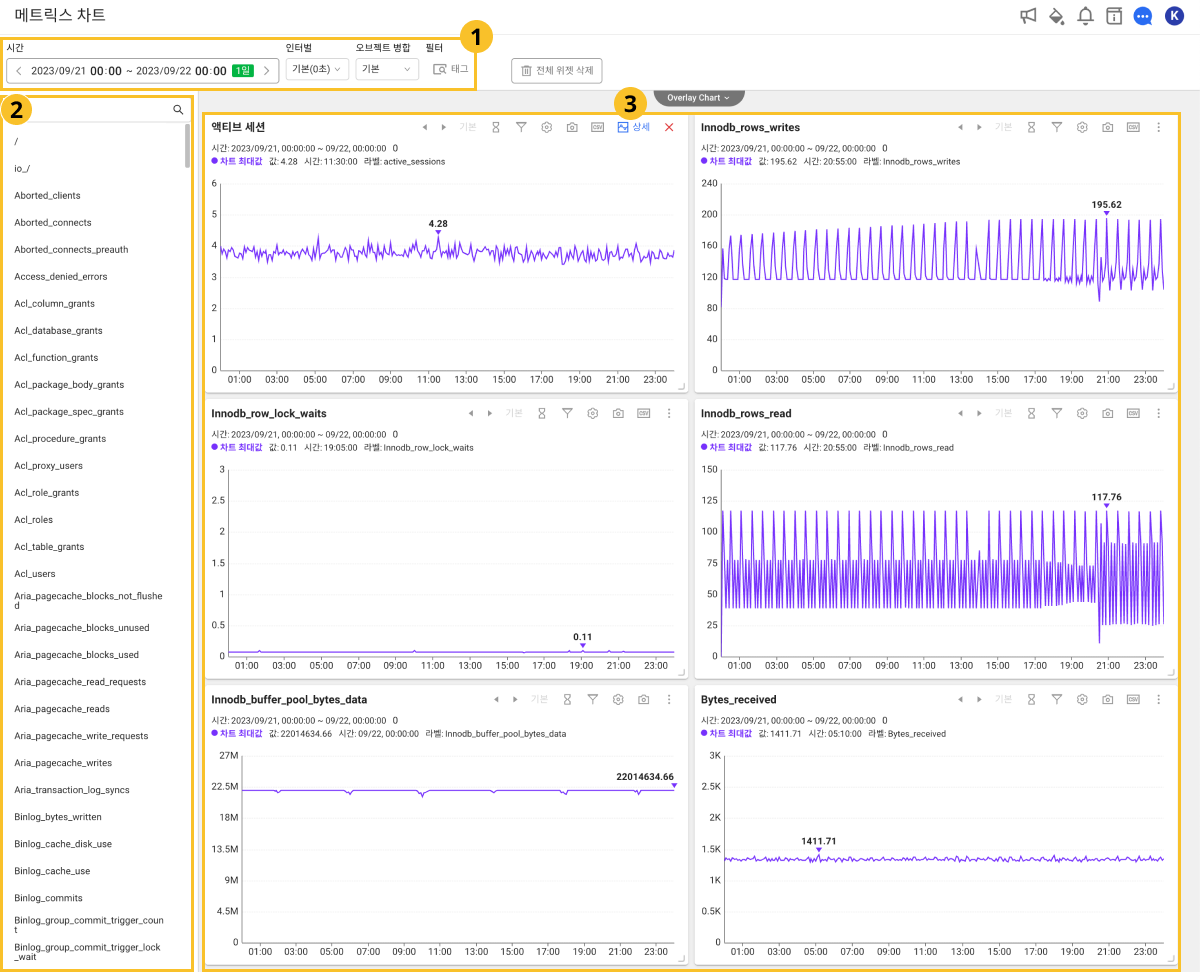 메트릭스 차트
K
1
시간
인터벌
오브젝트 병합
필터
2023/09/21 00:00 ~ 2023/09/22 00:00 1일
기본(0초)
기본
태그
전체 위젯 삭제
2
/
io_/
Aborted_clients
Aborted_connects
Aborted_connects_preauth
Access_denied_errors
Acl_column_grants
Acl_database_grants
Acl_function_grants
Acl_package_body_grants
Acl_package_spec_grants
Acl_procedure_grants
Acl_proxy_users
Acl_role_grants
Acl_roles
Acl_table_grants
Acl_users
Aria_pagecache_blocks_not_flushe
d
Aria_pagecache_blocks_unused
Aria_pagecache_blocks_used
Aria_pagecache_read_requests
Aria_pagecache_reads
Aria_pagecache_write_requests
Aria_pagecache_writes
Aria_transaction_log_syncs
Binlog_bytes_written
Binlog_cache_disk_use
Binlog_cache_use
Binlog_commits
Binlog_group_commit_trigger_coun
t
Binlog_group_commit_trigger_lock
_wait
3
Overlay Chart
액티브 세션
기본
CSV
상세
시간: 2023/09/21, 00:00:00 ~ 09/22, 00:00:00 0
차트 최대값 값: 4.28 시간: 11:30:00 라벨: active_sessions
6
5
4
3
2
1
0
4.28
01:00 03:00 05:00 07:00 09:00 11:00 13:00 15:00 17:00 19:00 21:00 23:00
Innodb_rows_writes
기본
CSV
시간: 2023/09/21, 00:00:00 ~ 09/22, 00:00:00 0
차트 최대값 값: 195.62 시간: 20:55:00 라벨: Innodb_rows_writes
240
200
160
120
80
40
0
195.62
01:00 03:00 05:00 07:00 09:00 11:00 13:00 15:00 17:00 19:00 21:00 23:00
Innodb_row_lock_waits
기본
CSV
시간: 2023/09/21, 00:00:00 ~ 09/22, 00:00:00 0
차트 최대값 값: 0.11 시간: 19:05:00 라벨: Innodb_row_lock_waits
3
2.5
2
1.5
1
0.5
0
0.11
01:00 03:00 05:00 07:00 09:00 11:00 13:00 15:00 17:00 19:00 21:00 23:00
Innodb_rows_read
기본
CSV
시간: 2023/09/21, 00:00:00 ~ 09/22, 00:00:00 0
차트 최대값 값: 117.76 시간: 20:55:00 라벨: Innodb_rows_read
150
125
100
75
50
25
0
117.76
01:00 03:00 05:00 07:00 09:00 11:00 13:00 15:00 17:00 19:00 21:00 23:00
Innodb_buffer_pool_bytes_data
기본
시간: 2023/09/21, 00:00:00 ~ 09/22, 00:00:00 0
차트 최대값 값: 22014634.66 시간: 09/22, 00:00:00 라벨: Innodb_buffer_pool_bytes_data
27M
22.5M
18M
13.5M
9M
4.5M
0
22014634.66
01:00 03:00 05:00 07:00 09:00 11:00 13:00 15:00 17:00 19:00 21:00 23:00
Bytes_received
기본
CSV
시간: 2023/09/21, 00:00:00 ~ 09/22, 00:00:00 0
차트 최대값 값: 1411.71 시간: 05:10:00 라벨: Bytes_received
3K
2.5K
2K
1.5K
1K
0.5K
0
1411.71
01:00 03:00 05:00 07:00 09:00 11:00 13:00 15:00 17:00 19:00 21:00 23:00